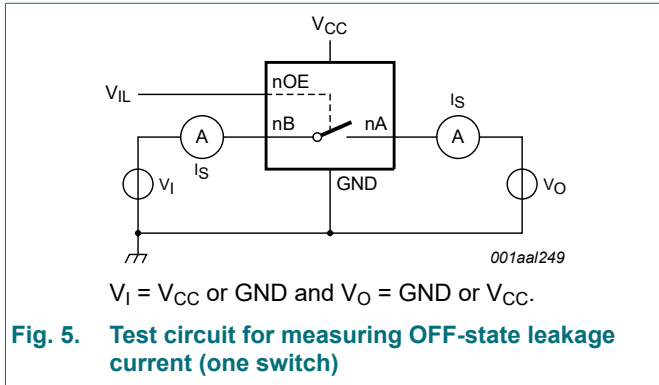 VCC
nOE
VIL
IS
nB
nA
A
A
IS
VI
GND
VO
001aal249
VI = VCC or GND and VO = GND or VCC.
Fig. 5. Test circuit for measuring OFF-state leakage
current (one switch)